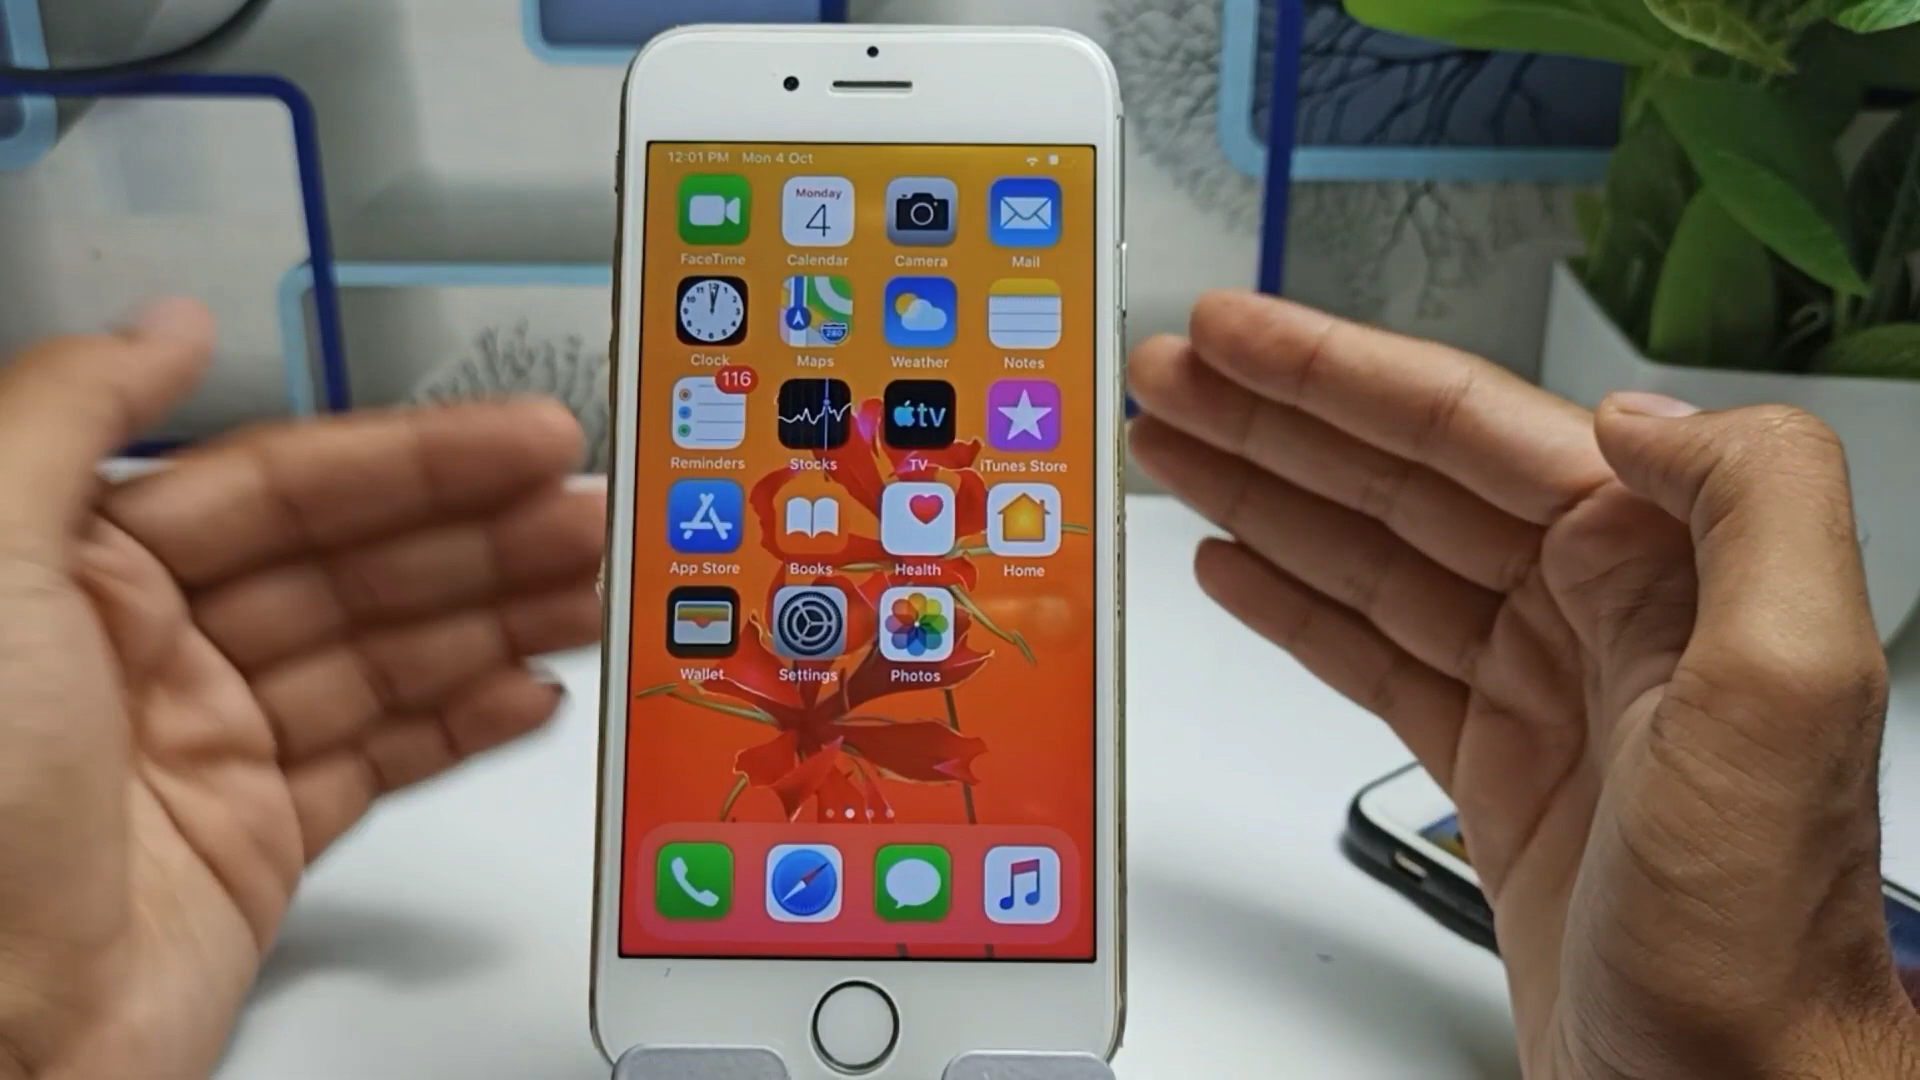 12:01 PM Mon 4 Oct
Monday
4
FaceTime Calendar Camera Mail
280
Clock Maps Weather Notes
116
tv
Reminders Stocks TV iTunes Store
App Store Books Health Home
Wallet Settings Photos